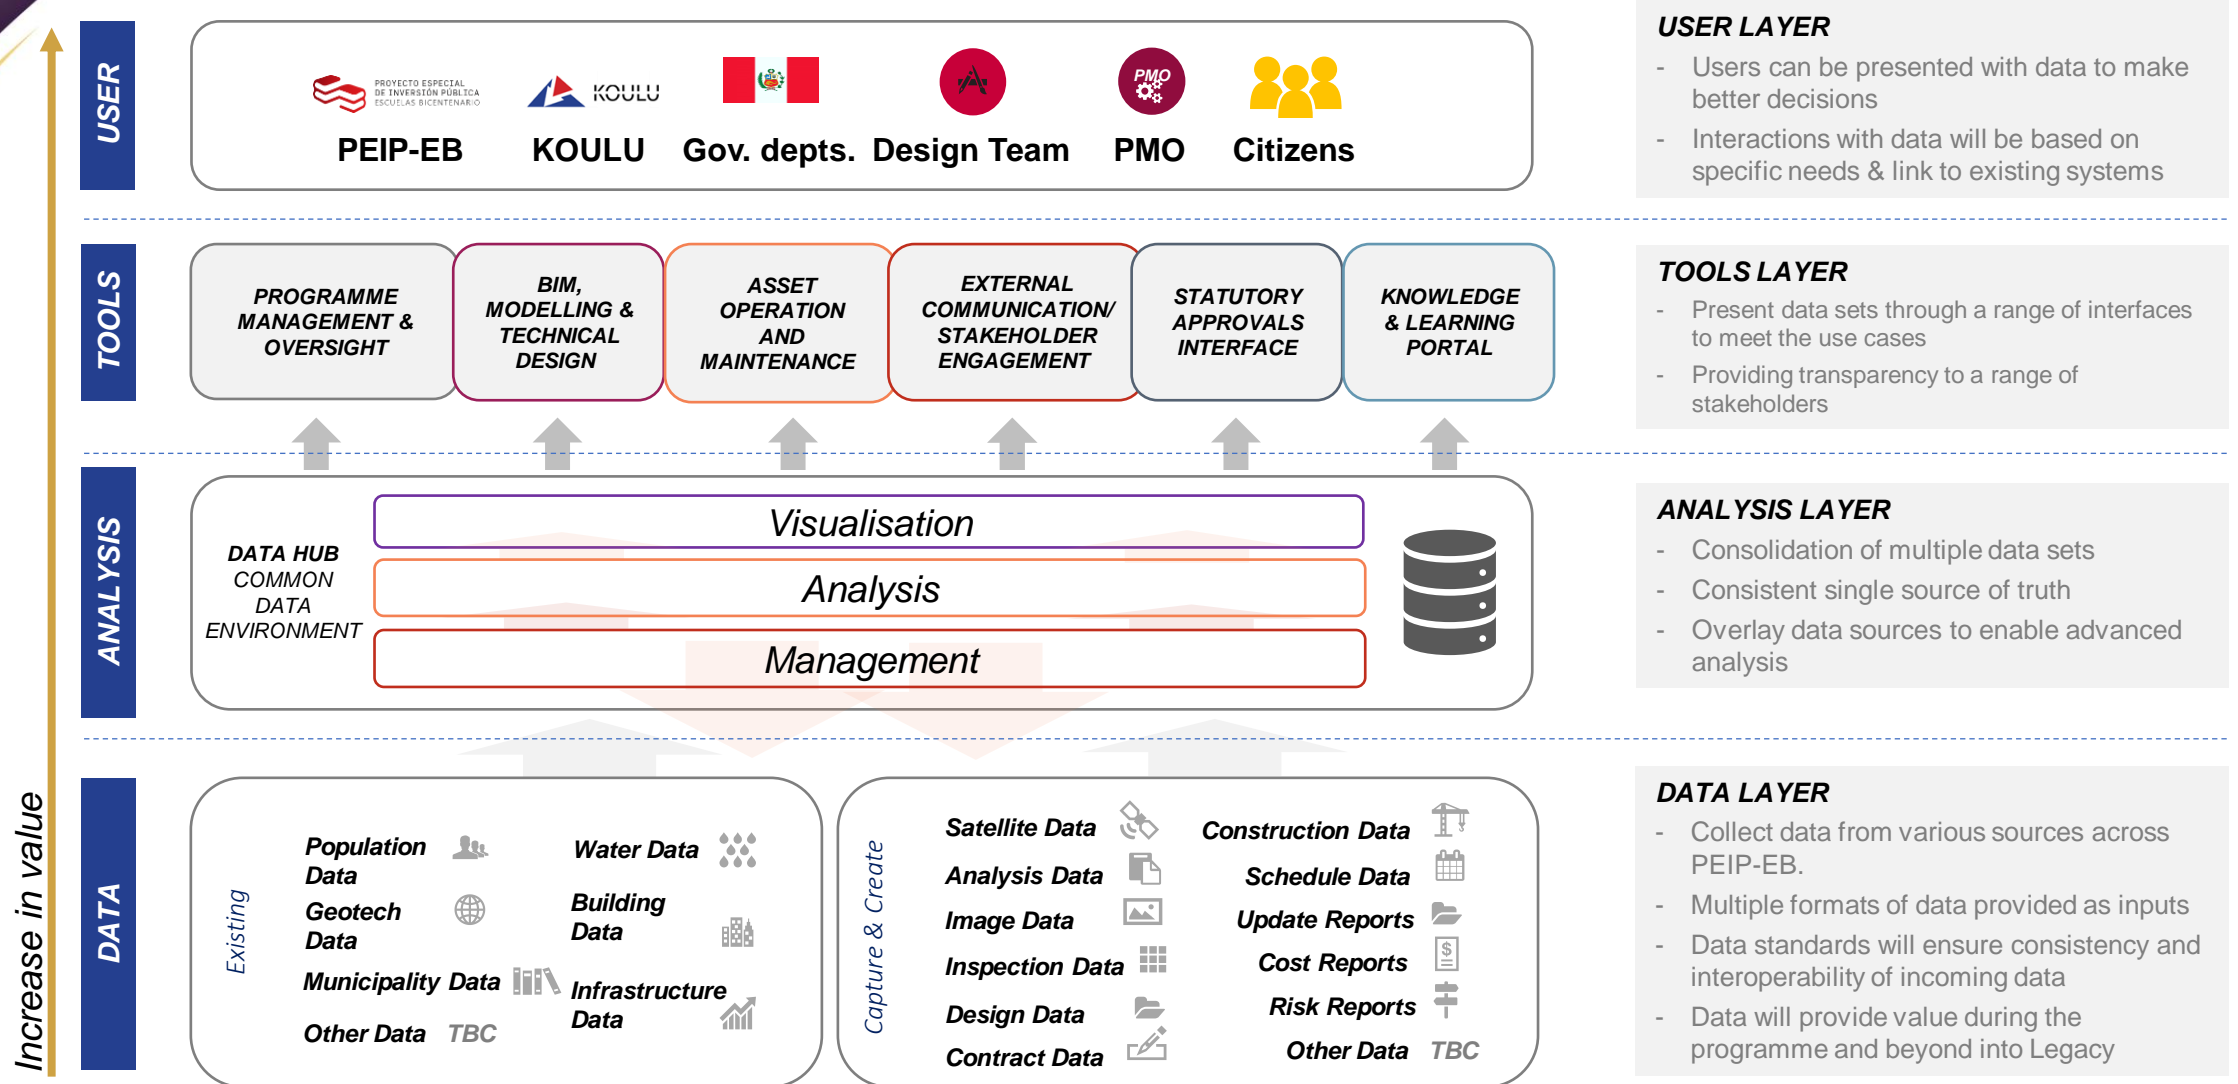 USER
PROYECTO ESPECIAL
DE INVERSIÓN PÚBLICA
ESCUELAS BICENTENARIO
KOULU
PMO
PEIP-EB
KOULU
Gov. depts.
Design Team
PMO
Citizens
USER LAYER
- Users can be presented with data to make
better decisions
- Interactions with data will be based on
specific needs & link to existing systems
TOOLS
PROGRAMME
MANAGEMENT &
OVERSIGHT
BIM,
MODELLING &
TECHNICAL
DESIGN
ASSET
OPERATION
AND
MAINTENANCE
EXTERNAL
COMMUNICATION/
STAKEHOLDER
ENGAGEMENT
STATUTORY
APPROVALS
INTERFACE
KNOWLEDGE
& LEARNING
PORTAL
TOOLS LAYER
- Present data sets through a range of interfaces
to meet the use cases
- Providing transparency to a range of
stakeholders
ANALYSIS
DATA HUB
COMMON
DATA
ENVIRONMENT
Visualisation
Analysis
Management
ANALYSIS LAYER
- Consolidation of multiple data sets
- Consistent single source of truth
- Overlay data sources to enable advanced
analysis
Increase in value
DATA
Existing
Population
Data
Geotech
Data
Municipality Data
Other Data TBC
Water Data
Building
Data
Infrastructure
Data
Capture & Create
Satellite Data
Analysis Data
Image Data
Inspection Data
Design Data
Contract Data
Construction Data
Schedule Data
Update Reports
Cost Reports
$
Risk Reports
Other Data TBC
DATA LAYER
- Collect data from various sources across
PEIP-EB.
- Multiple formats of data provided as inputs
- Data standards will ensure consistency and
interoperability of incoming data
- Data will provide value during the
programme and beyond into Legacy